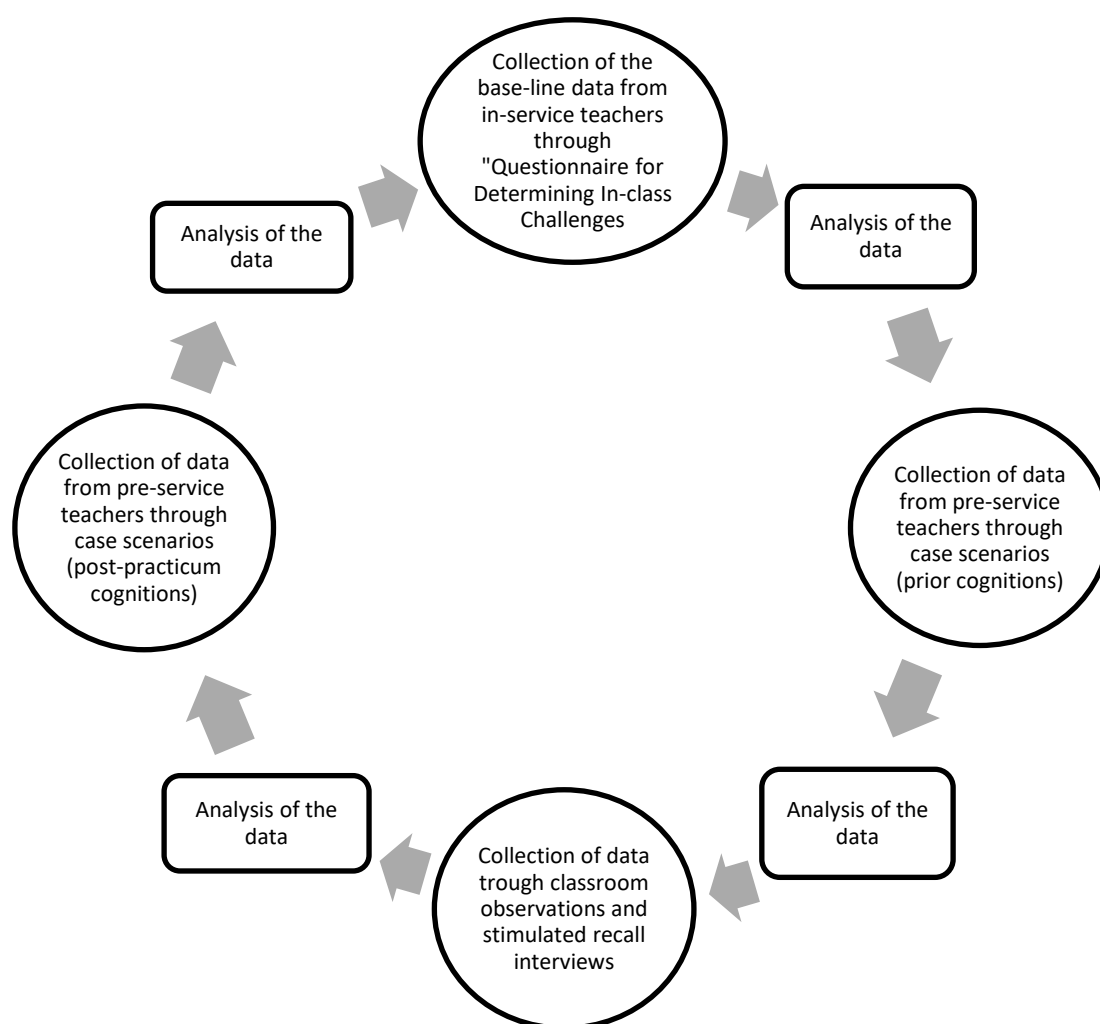 Collection of the
base-line data from
in-service teachers
through
"Questionnaire for
Determining In-class
Challenges
Analysis of the
data
Collection of data
from pre-service
teachers through
case scenarios
(prior cognitions)
Analysis of the
data
Collection of data
trough classroom
observations and
stimulated recall
interviews
Analysis of the
data
Collection of data
from pre-service
teachers through
case scenarios
(post-practicum
cognitions)
Analysis of the
data